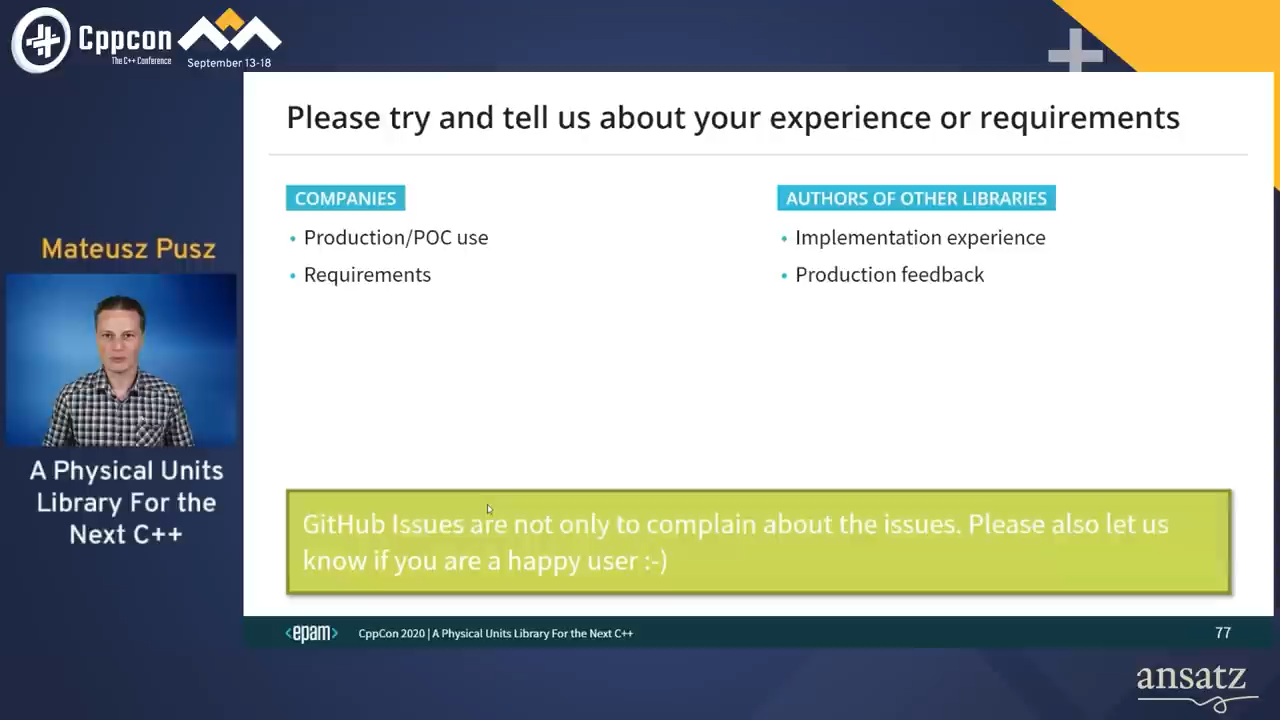 Cppcon
The C++ Conference
September 13-18
Mateusz Pusz
A Physical Units
Library For the
Next C++
Please try and tell us about your experience or requirements
COMPANIES
• Production/POC use
• Requirements
AUTHORS OF OTHER LIBRARIES
• Implementation experience
• Production feedback
GitHub Issues are not only to complain about the issues. Please also let us
know if you are a happy user :-)
<epam>
CppCon 2020 | A Physical Units Library For the Next C++
77
ansatz